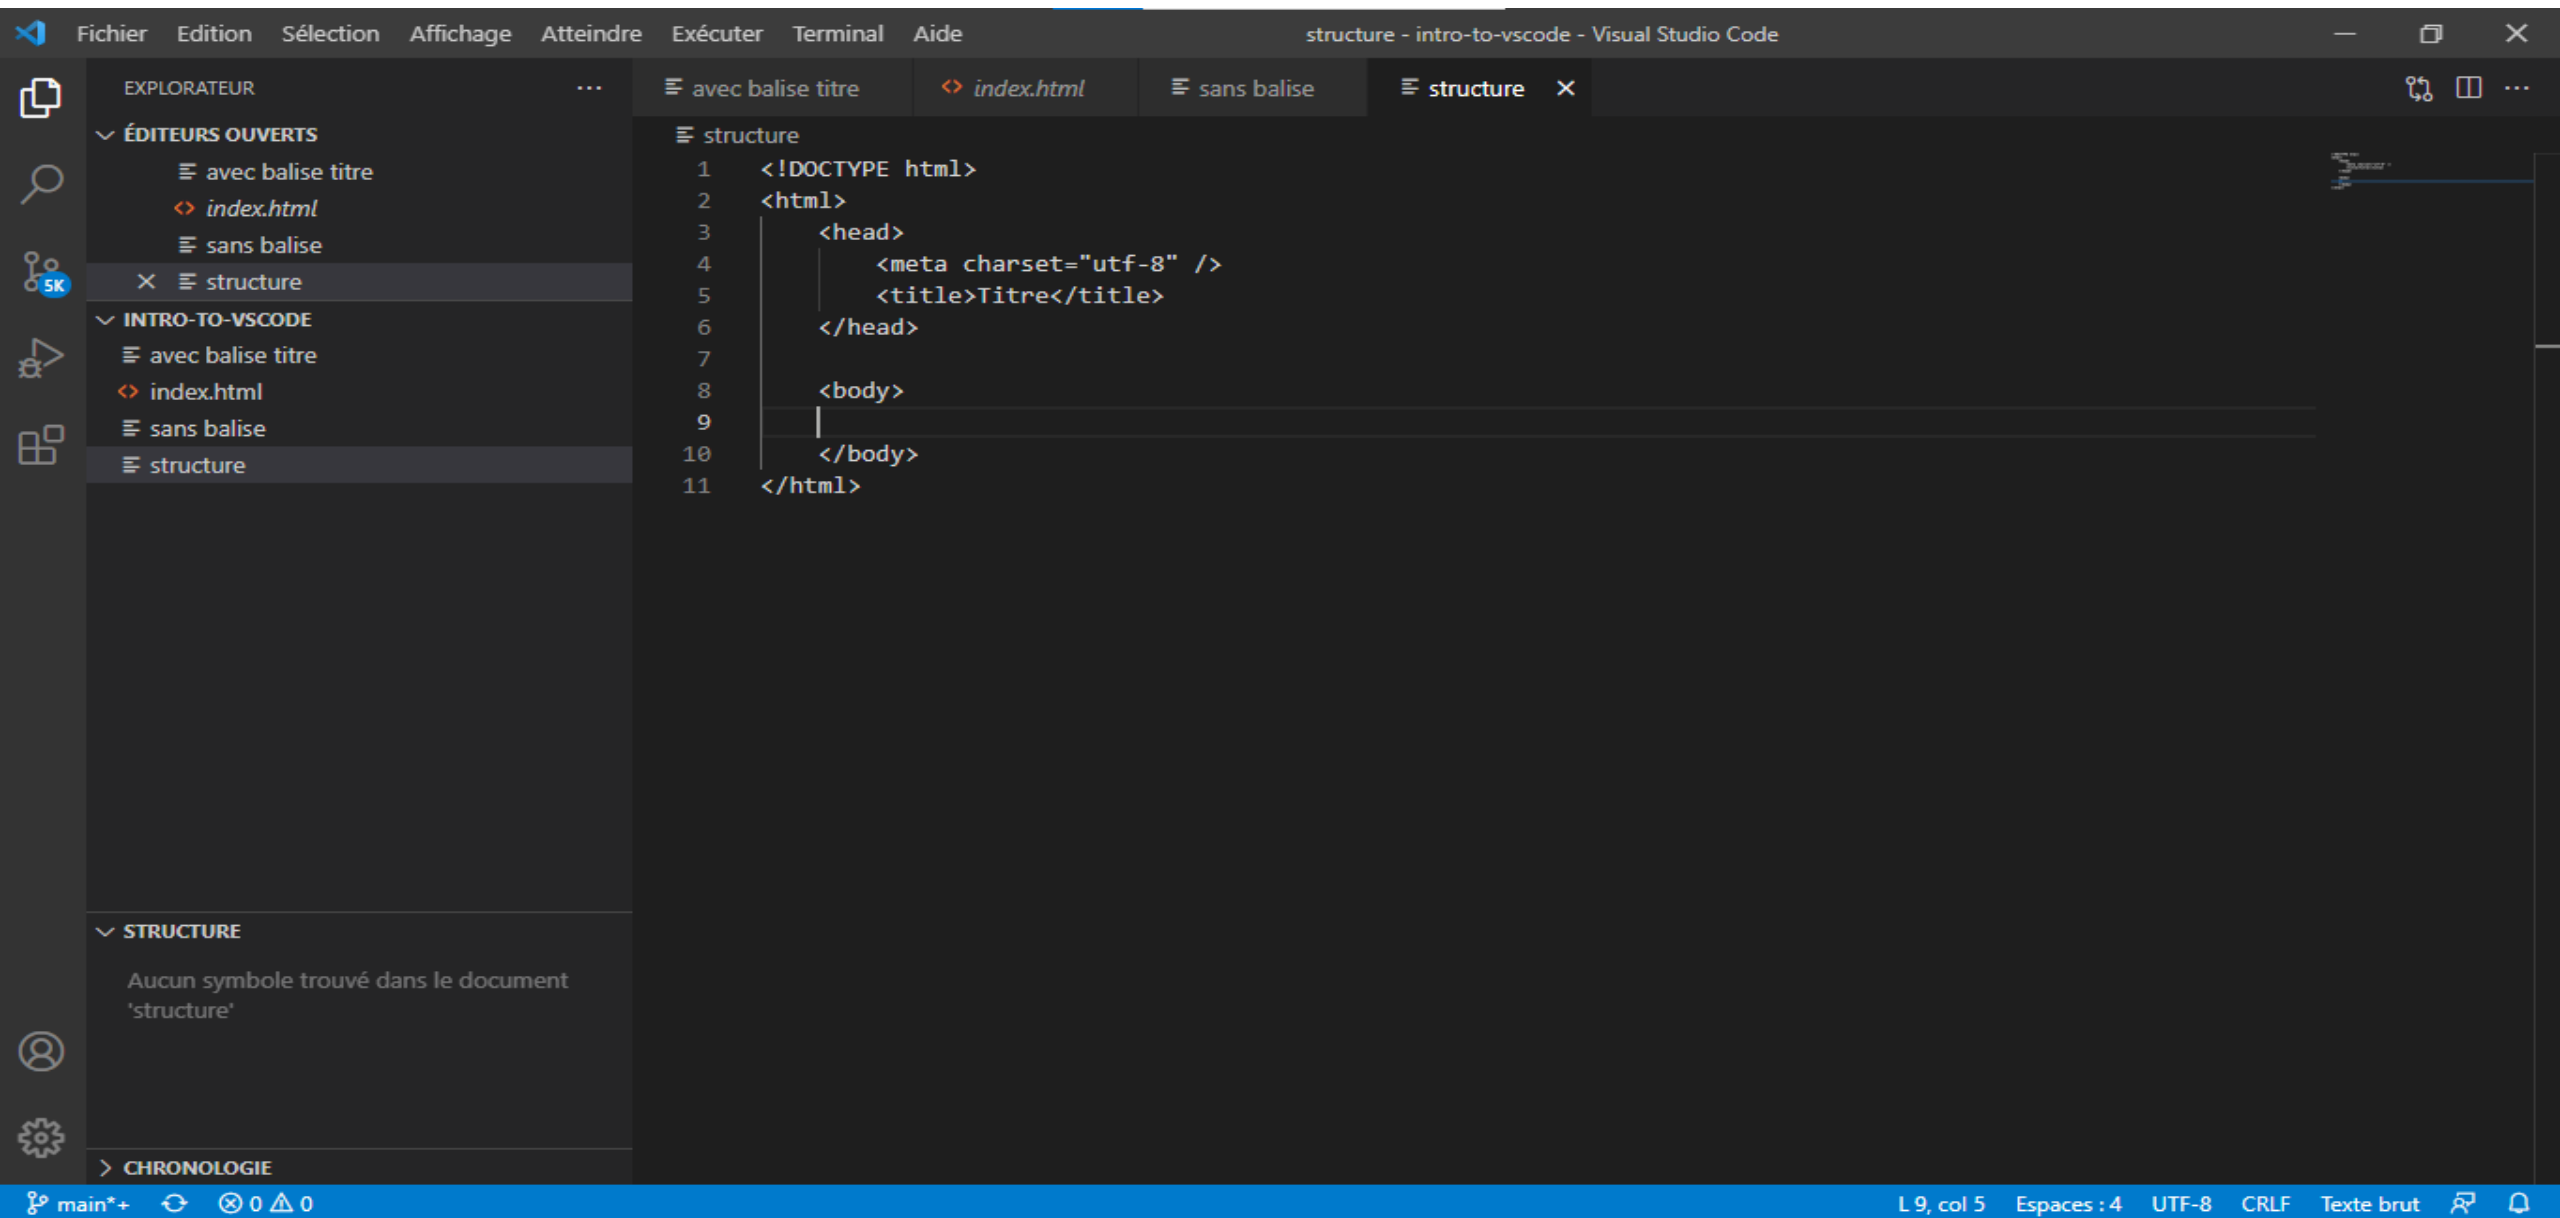 Fichier Edition Sélection Affichage Atteindre Exécuter Terminal Aide
structure - intro-to-vscode - Visual Studio Code
EXPLORATEUR
ÉDITEURS OUVERTS
avec balise titre
index.html
sans balise
structure
INTRO-TO-VSCODE
avec balise titre
index.html
sans balise
structure
5K
STRUCTURE
Aucun symbole trouvé dans le document
'structure'
CHRONOLOGIE
avec balise titre index.html sans balise structure
structure
1 <!DOCTYPE html>
2 <html>
3 <head>
4 <meta charset="utf-8" />
5 <title>Titre</title>
6 </head>
7
8 <body>
9
10 </body>
11 </html>
main*+ 0 0
L 9, col 5 Espaces : 4 UTF-8 CRLF Texte brut